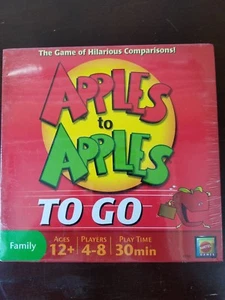 The Game of Hilarious Comparisons!
APPLES
to
APPLES
TO GO
Family
AGES PLAYERS PLAY TIME
12+ 4-8 30min